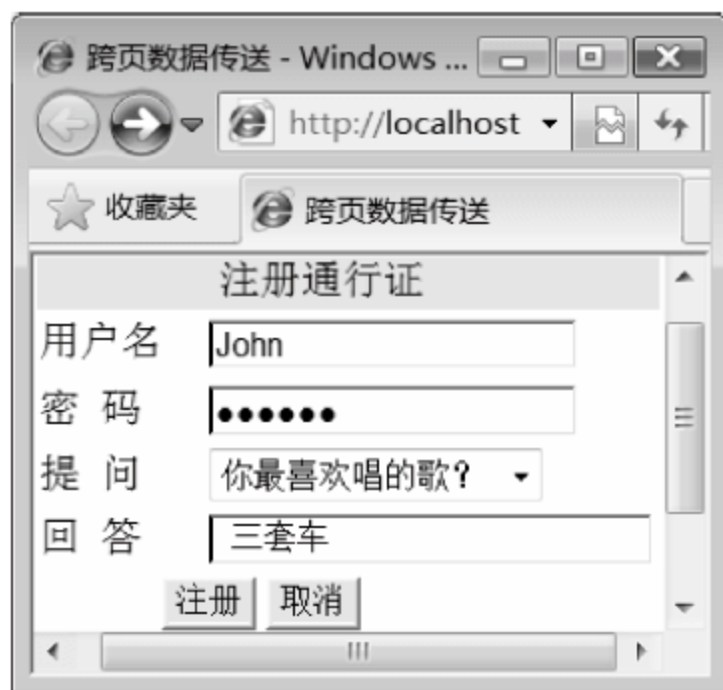 跨页数据传送 - Windows ...
http://localhost
收藏夹 跨页数据传送
注册通行证
用户名 John
密 码 ●●●●●●
提 问 你最喜欢唱的歌？
回 答 三套车
注册 取消